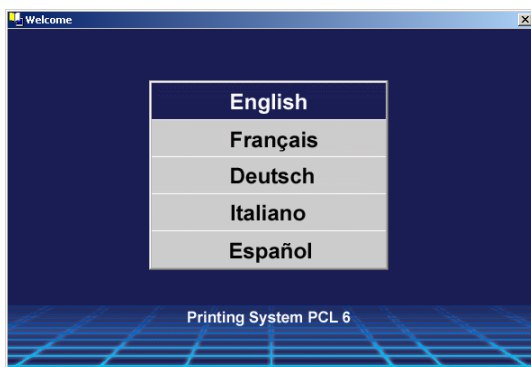 Welcome
English
Français
Deutsch
Italiano
Español
Printing System PCL 6